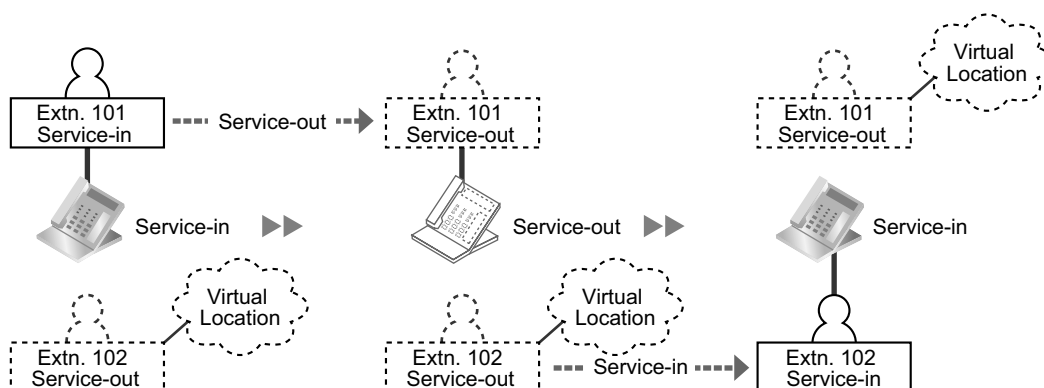 Virtual
Location
Extn. 101
Service-in
Service-out
Extn. 101
Service-out
Extn. 101
Service-out
Service-in
Service-out
Service-in
Virtual
Location
Virtual
Location
Extn. 102
Service-out
Extn. 102
Service-out
Service-in
Extn. 102
Service-in